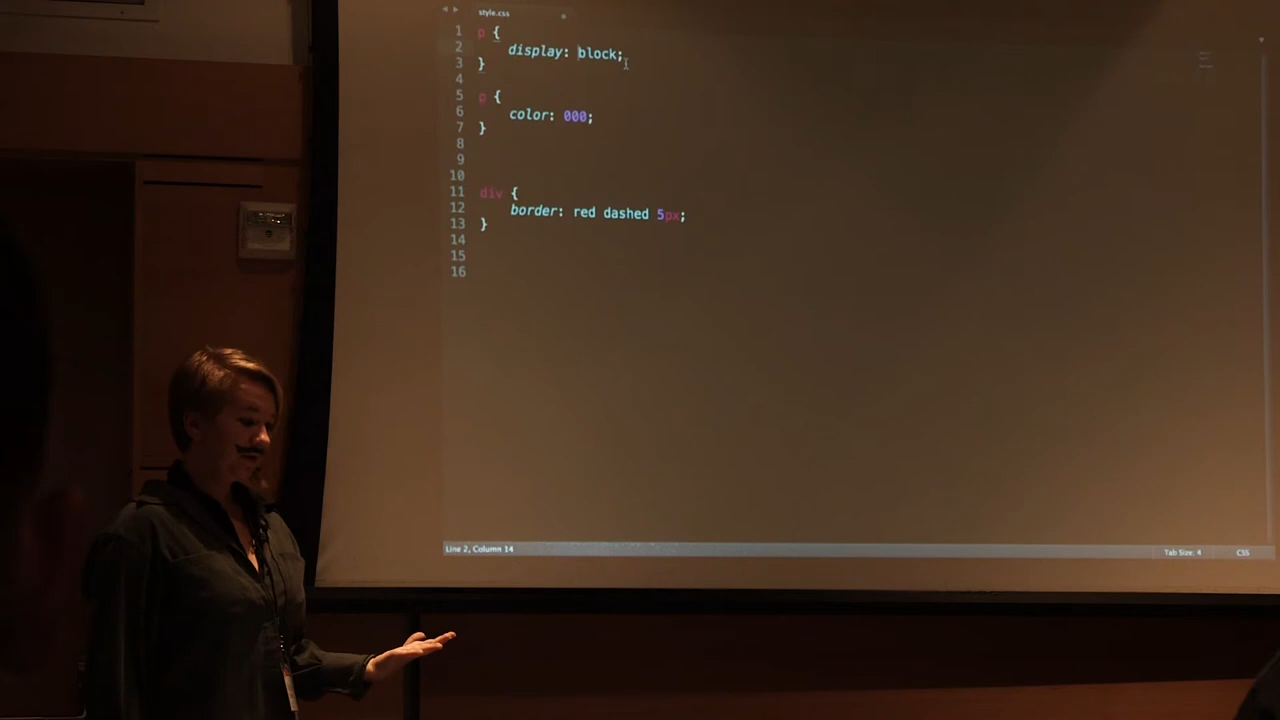 style.css
1 p {
2 display: block;
3 }
4
5 p {
6 color: 000;
7 }
8
9
10
11 div {
12 border: red dashed 5px;
13 }
14
15
16
Line 2, Column 14 Tab Size: 4 CSS